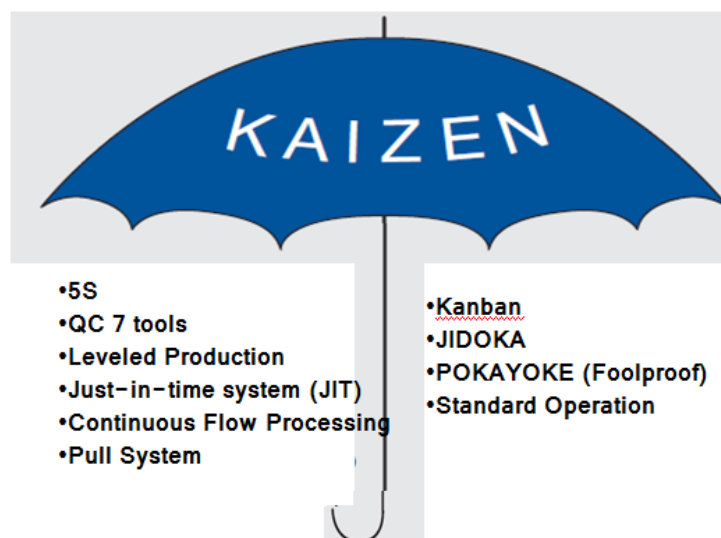 KAIZEN
•5S
•QC 7 tools
•Leveled Production
•Just-in-time system (JIT)
•Continuous Flow Processing
•Pull System
•Kanban
•JIDOKA
•POKAYOKE (Foolproof)
•Standard Operation